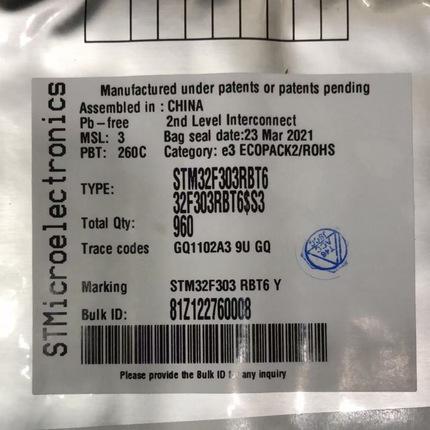 STMicroelectronics
Manufactured under patents or patents pending
Assembled in : CHINA
Pb-free 2nd Level Interconnect
MSL: 3 Bag seal date:23 Mar 2021
PBT: 260C Category: e3 ECOPACK2/ROHS
TYPE: STM32F303RBT6
32F303RBT6$S3
Total Qty: 960
Trace codes GQ1102A3 9U GQ
Marking STM32F303 RBT6 Y
Bulk ID: 81Z122760008
Please provide the Bulk ID for any inquiry